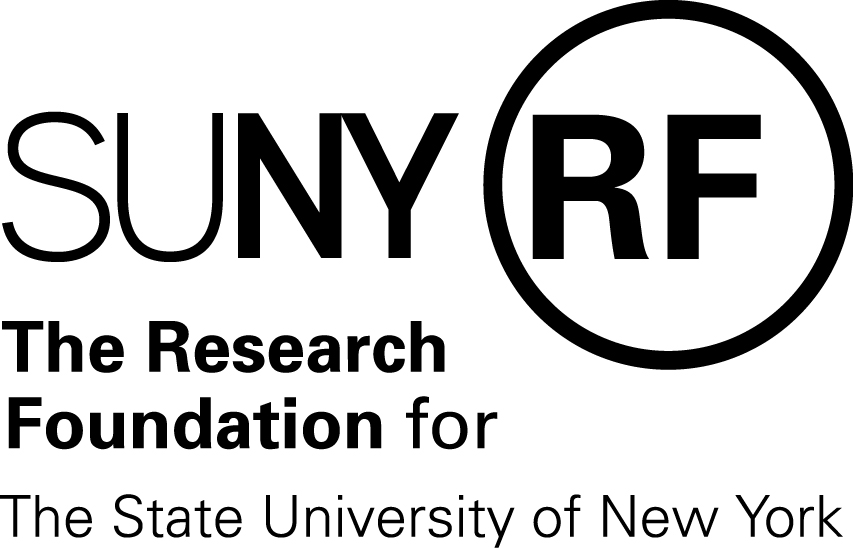 SUNY RF
The Research
Foundation for
The State University of New York